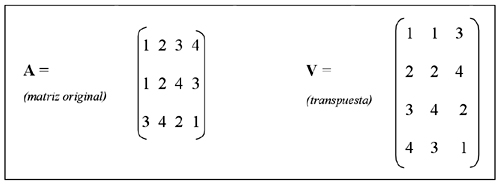 A =
(matriz original)
1 2 3 4
1 2 4 3
3 4 2 1
V =
(transpuesta)
1 1 3
2 2 4
3 4 2
4 3 1